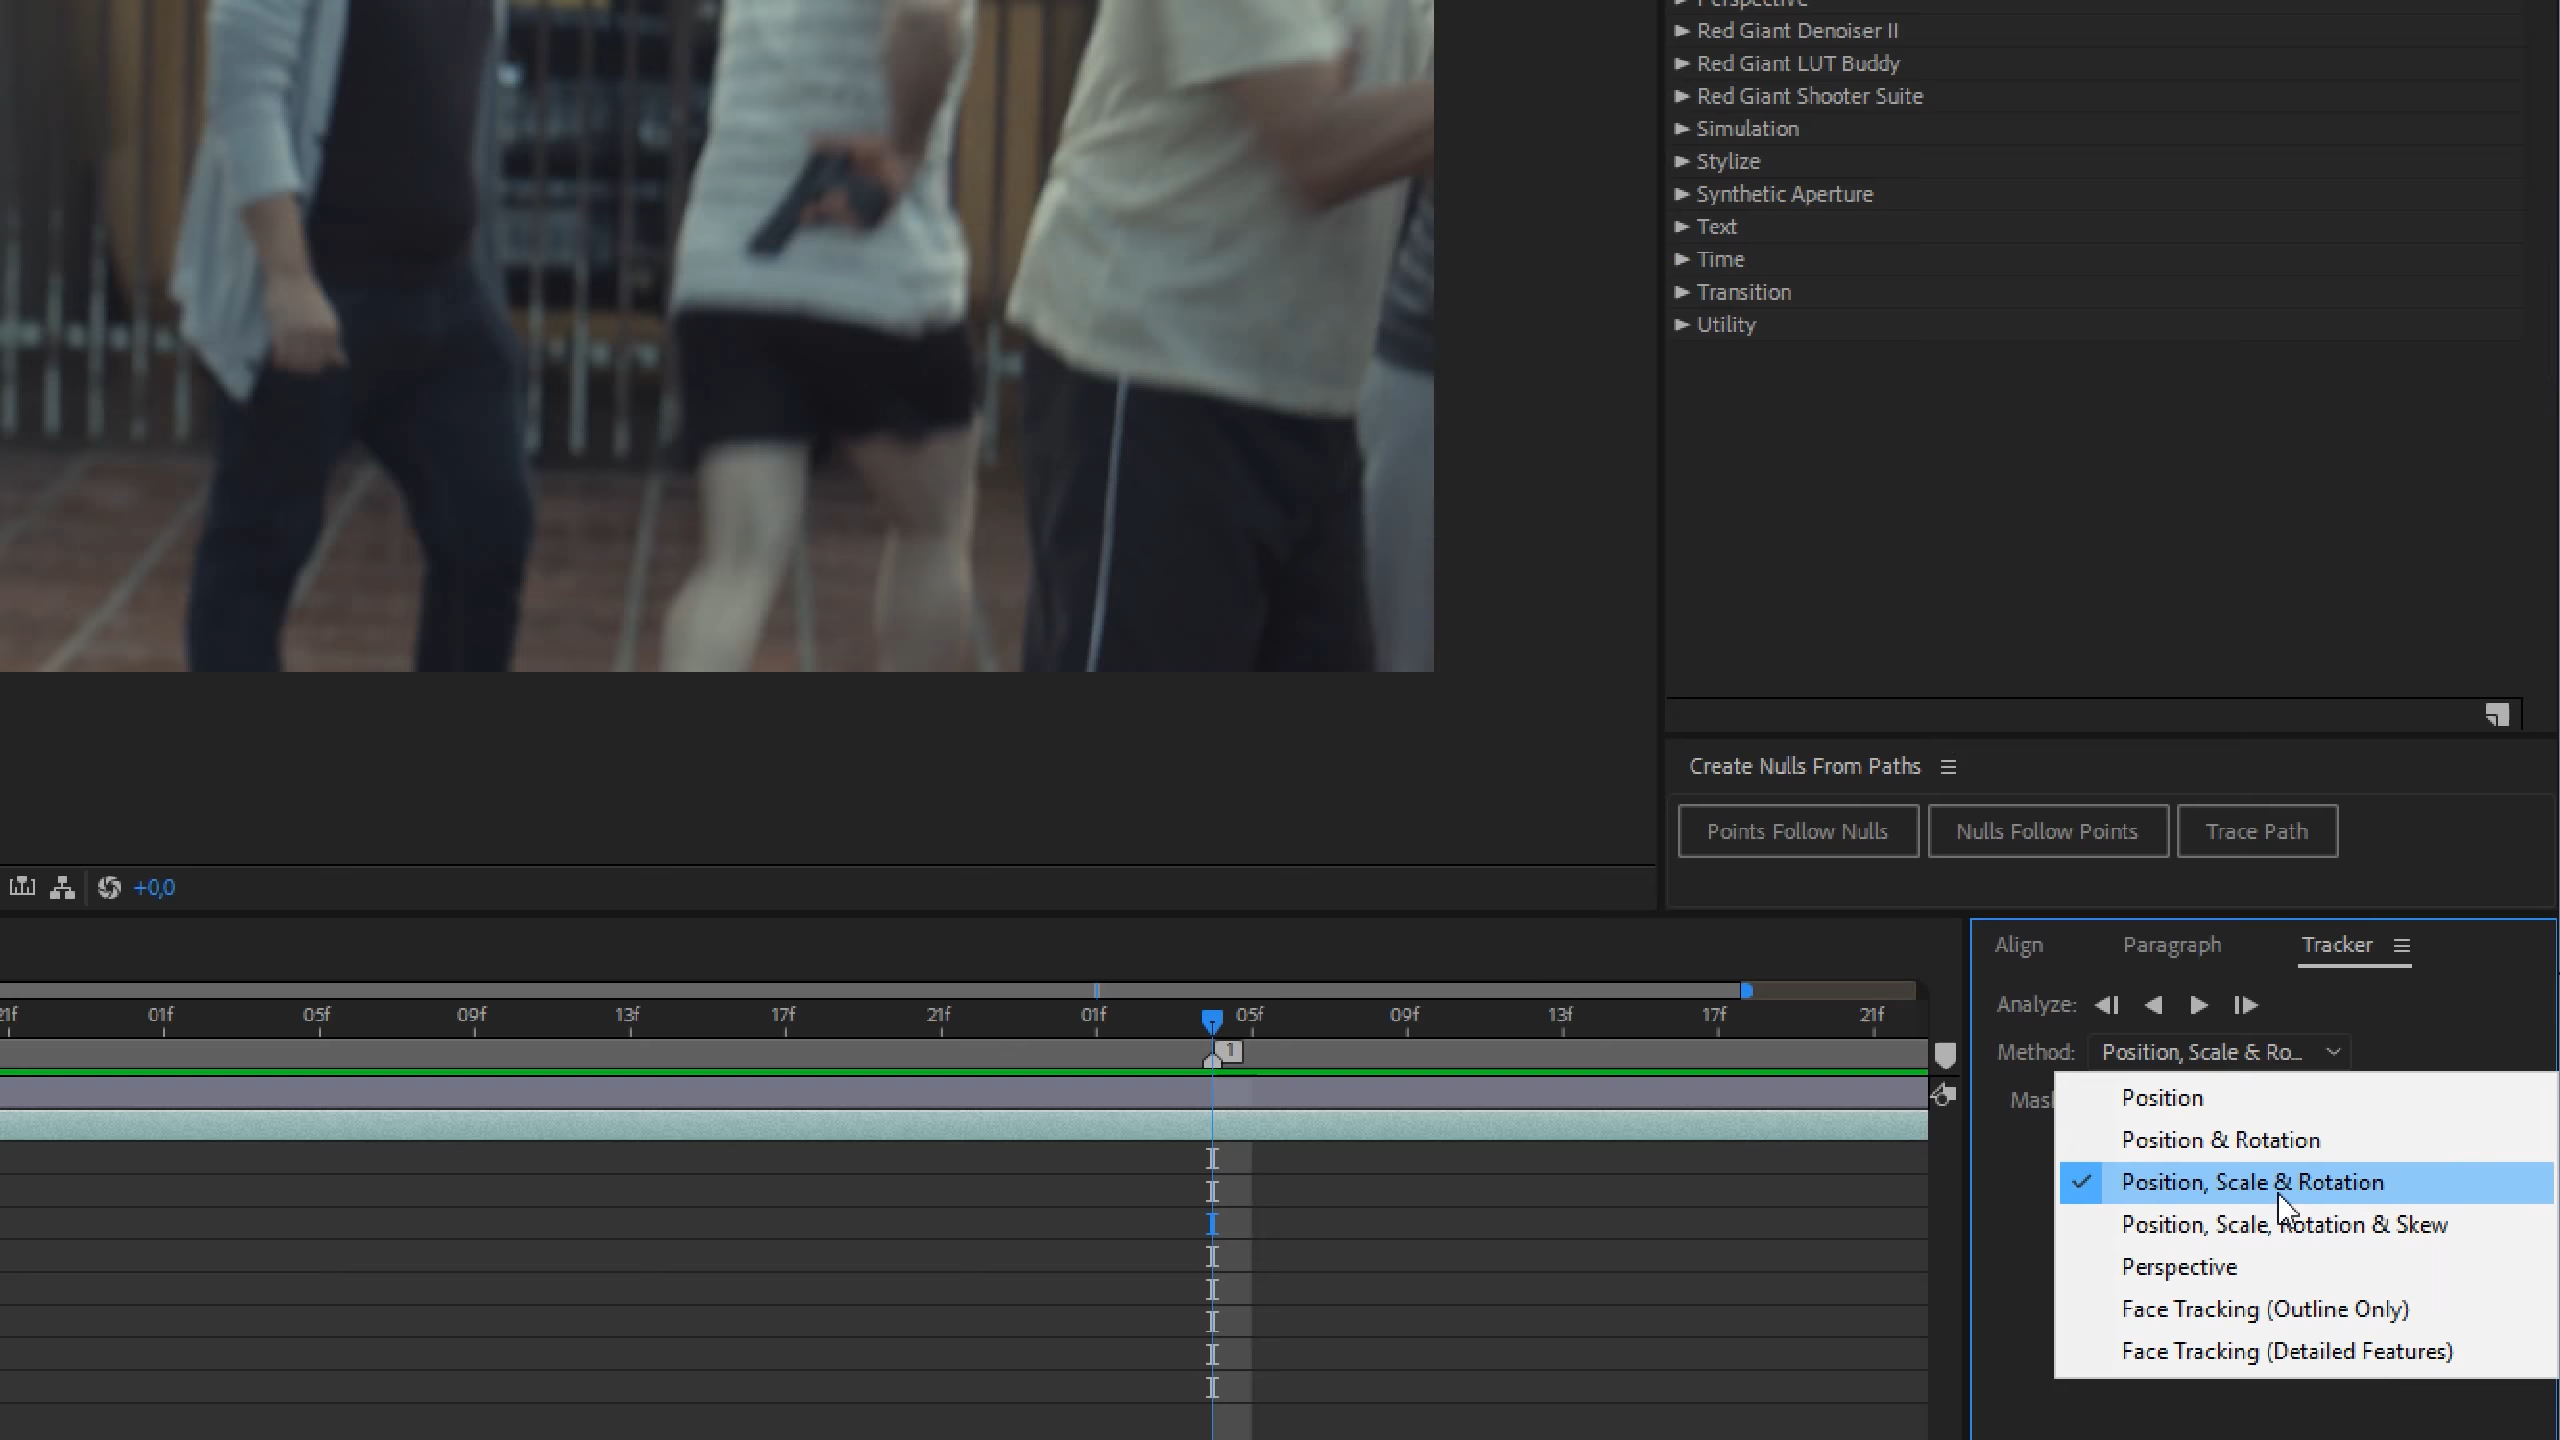 Perspective
Red Giant Denoiser II
Red Giant LUT Buddy
Red Giant Shooter Suite
Simulation
Stylize
Synthetic Aperture
Text
Time
Transition
Utility
Create Nulls From Paths
Points Follow Nulls Nulls Follow Points Trace Path
+0,0
Align Paragraph Tracker
21f 01f 05f 09f 13f 17f 21f 01f 05f 09f 13f 17f 21f
1
Analyze:
Method: Position, Scale & Ro...
Mas
Position
Position & Rotation
Position, Scale & Rotation
Position, Scale, Rotation & Skew
Perspective
Face Tracking (Outline Only)
Face Tracking (Detailed Features)